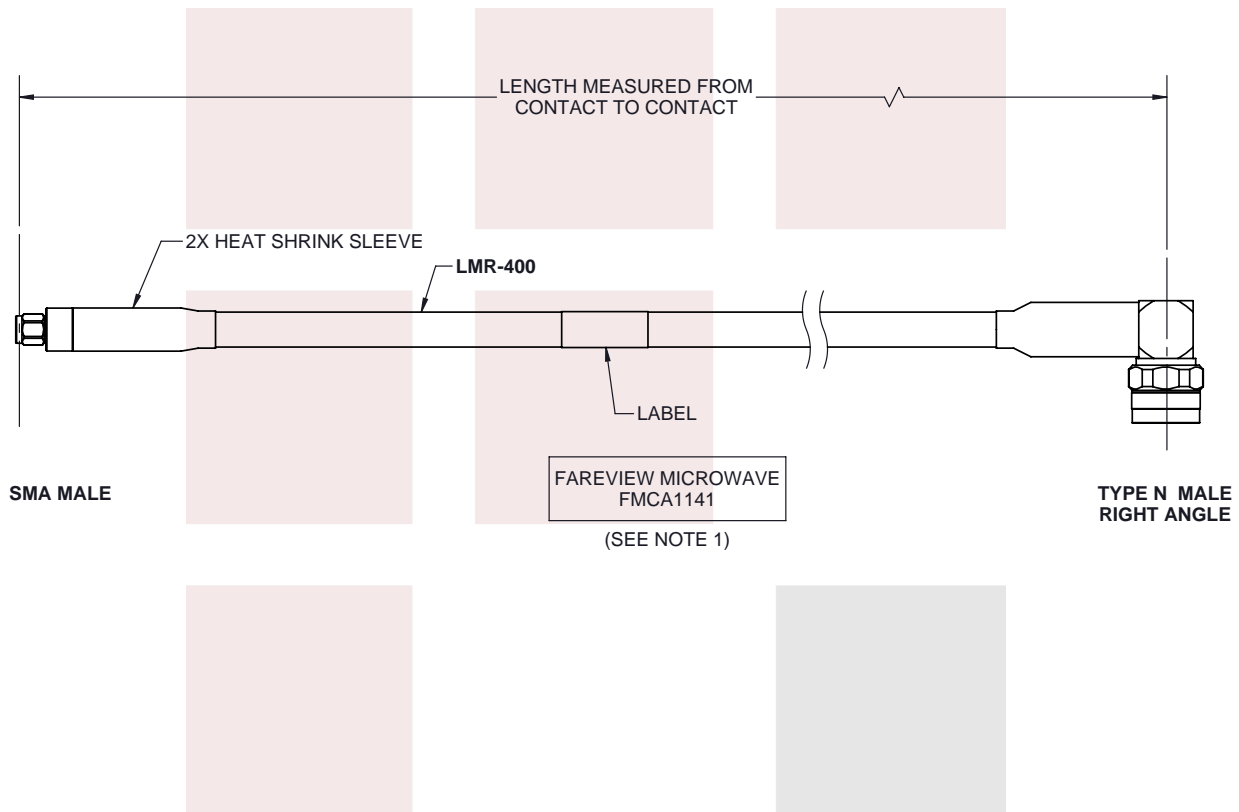 LENGTH MEASURED FROM
CONTACT TO CONTACT
2X HEAT SHRINK SLEEVE
LMR-400
LABEL
FAREVIEW MICROWAVE
FMCA1141
(SEE NOTE 1)
SMA MALE
TYPE N MALE
RIGHT ANGLE